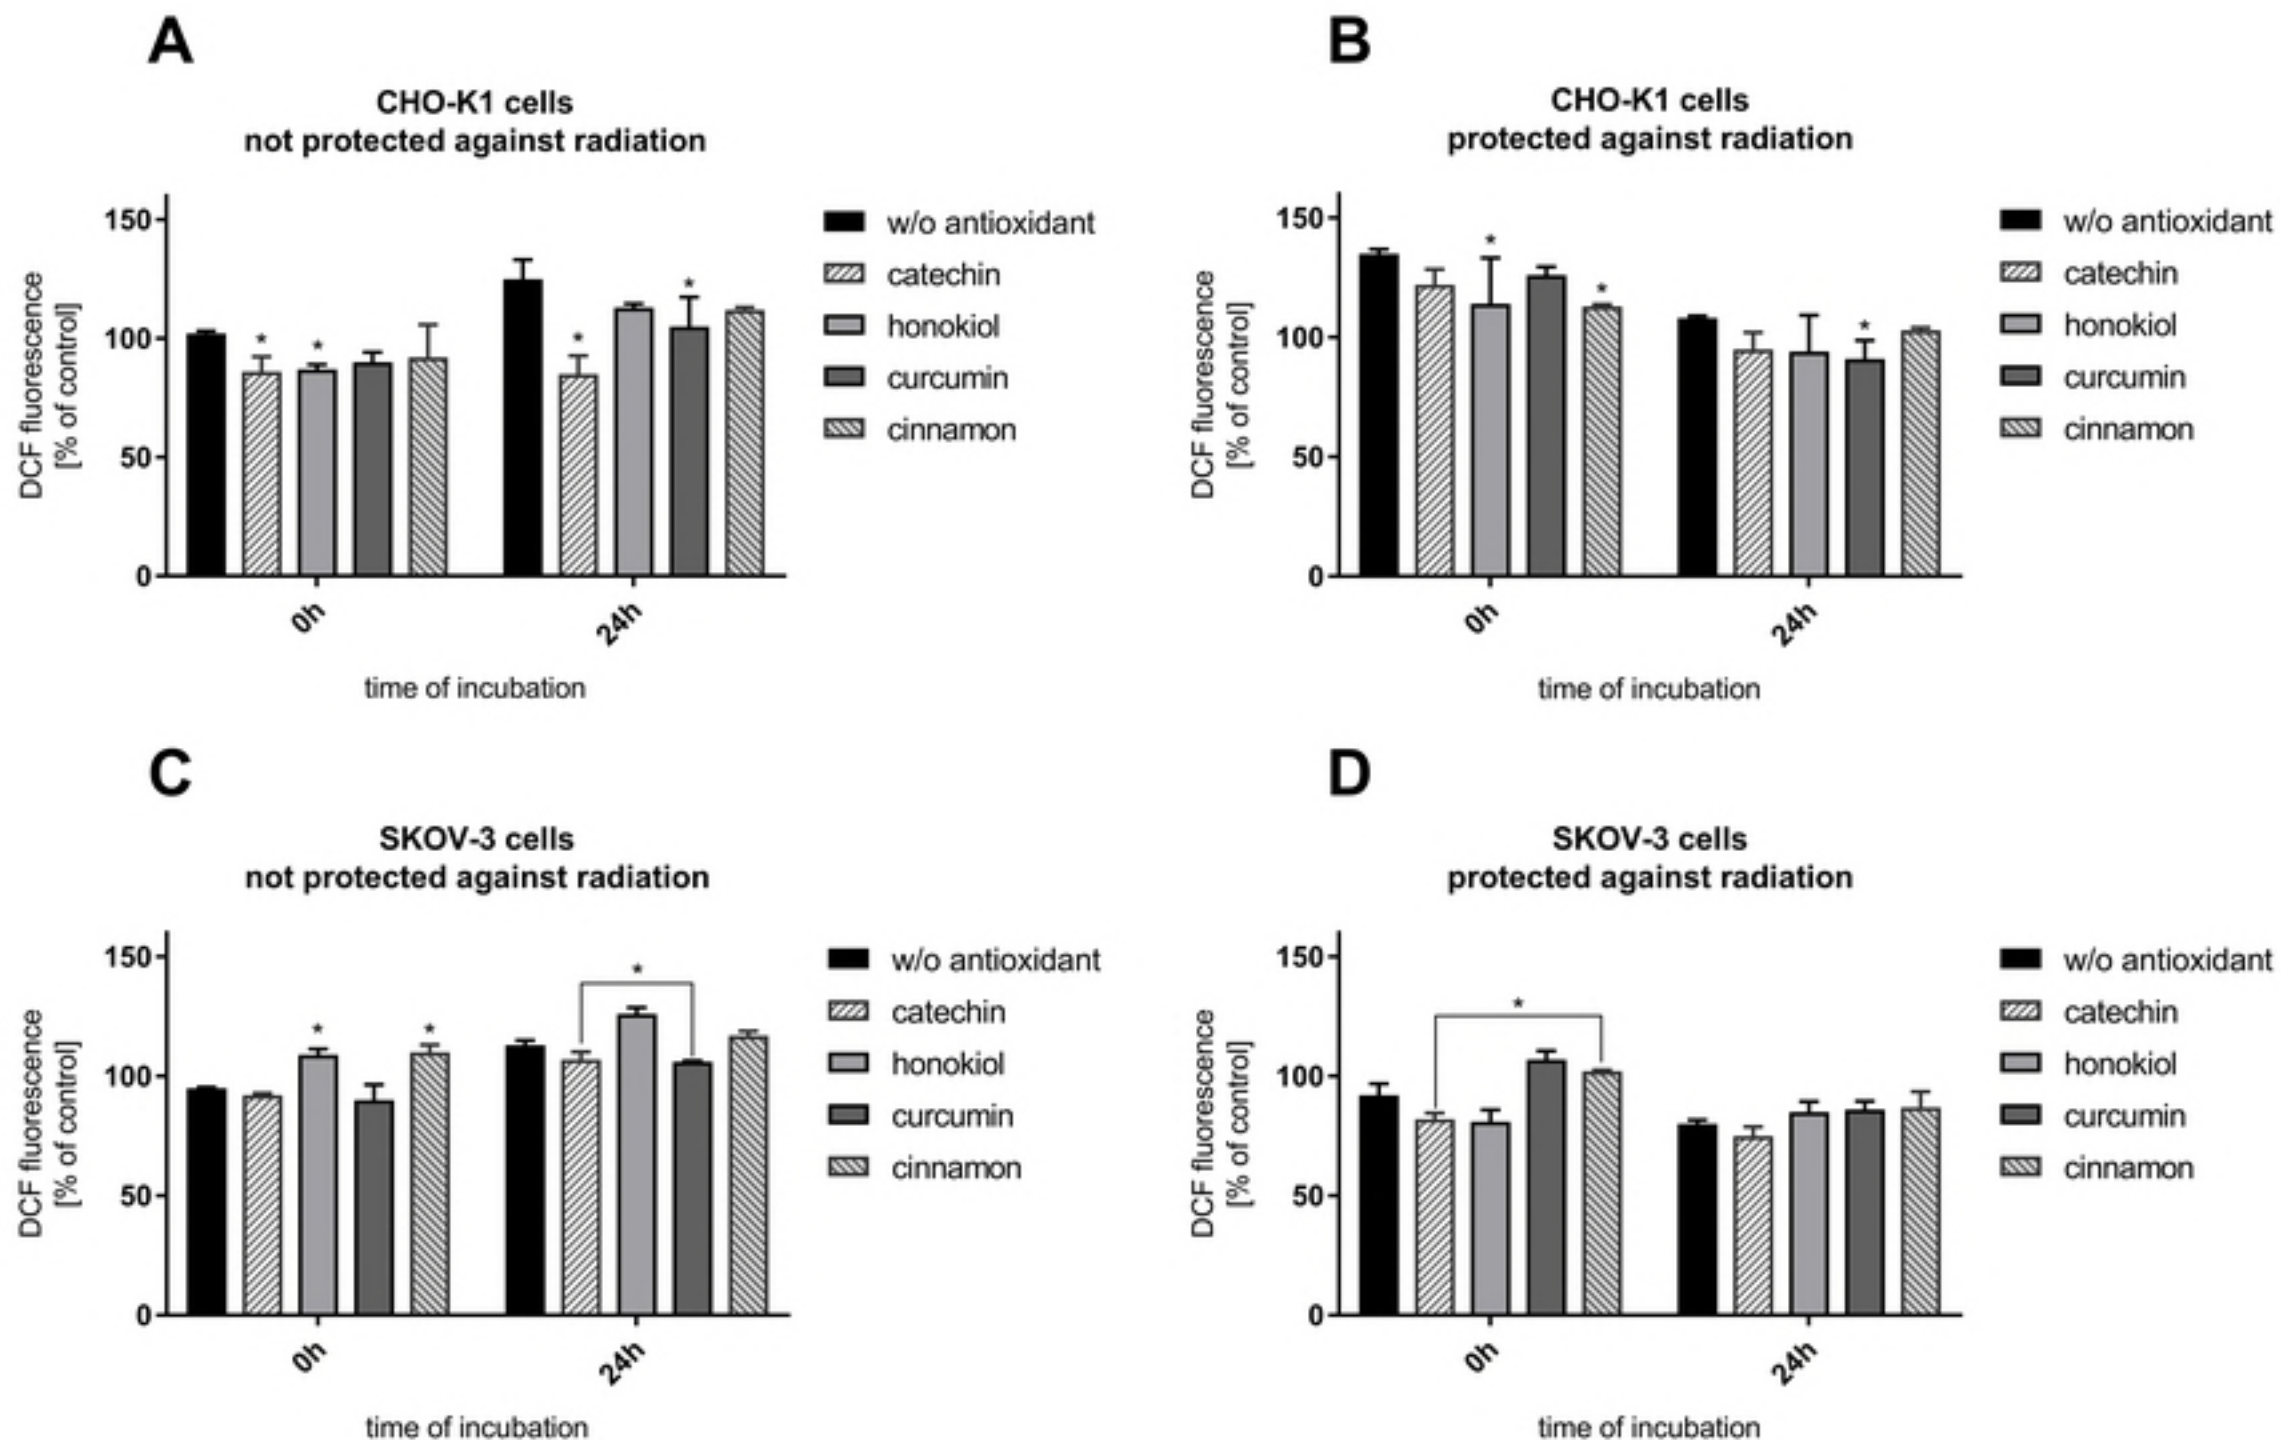 A
CHO-K1 cells
not protected against radiation
DCF fluorescence
[% of control]
150
100
50
0
*
*
*
*
0h
24h
time of incubation
w/o antioxidant
catechin
honokiol
curcumin
cinnamon
B
CHO-K1 cells
protected against radiation
DCF fluorescence
[% of control]
150
100
50
0
*
*
*
0h
24h
time of incubation
w/o antioxidant
catechin
honokiol
curcumin
cinnamon
C
SKOV-3 cells
not protected against radiation
DCF fluorescence
[% of control]
150
100
50
0
*
*
*
0h
24h
time of incubation
w/o antioxidant
catechin
honokiol
curcumin
cinnamon
D
SKOV-3 cells
protected against radiation
DCF fluorescence
[% of control]
150
100
50
0
*
0h
24h
time of incubation
w/o antioxidant
catechin
honokiol
curcumin
cinnamon